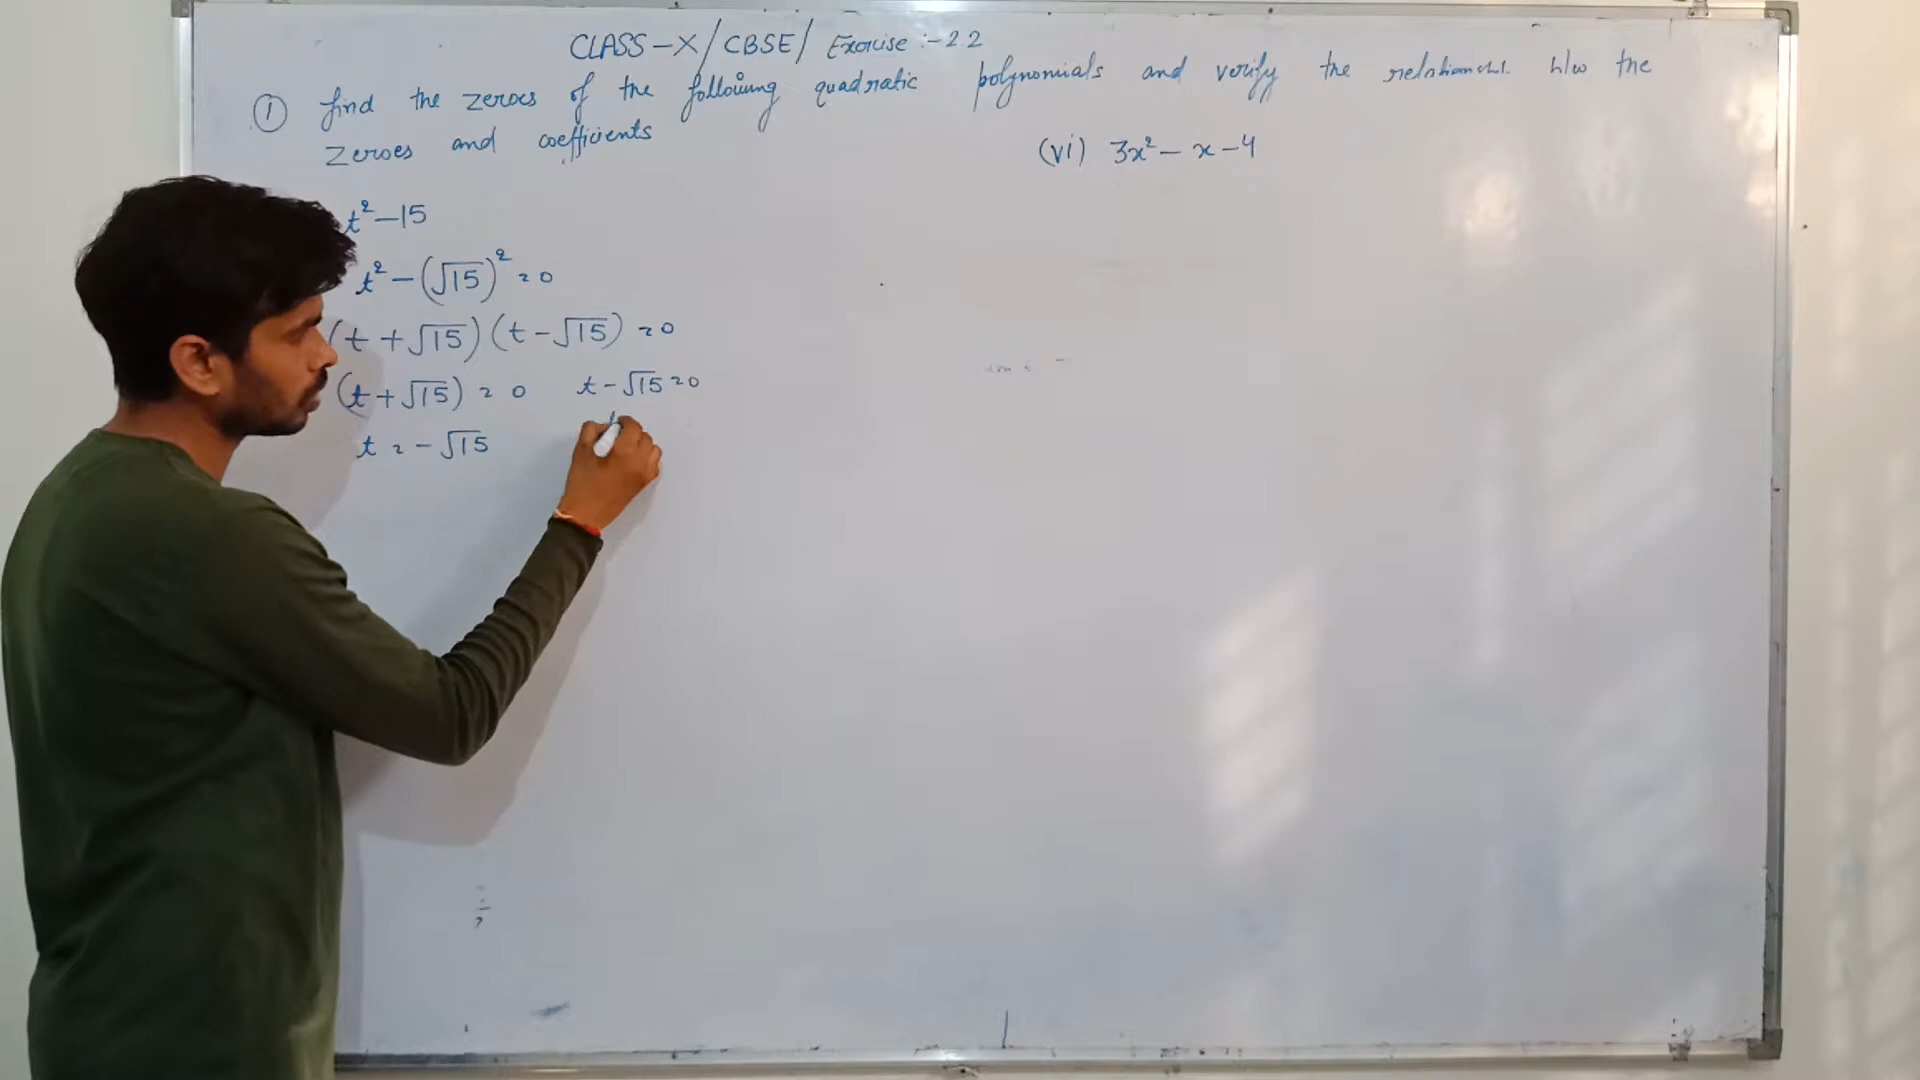 CLASS-X/CBSE/ Exercise :- 2.2
① find the zeroes of the following quadratic polynomials and verify the b/w the
zeroes and coefficients
(vi) 3x² - x - 4
t² - 15
t² - (√15)² = 0
(t + √15) (t - √15) = 0
(t + √15) = 0 t - √15 = 0
t = - √15